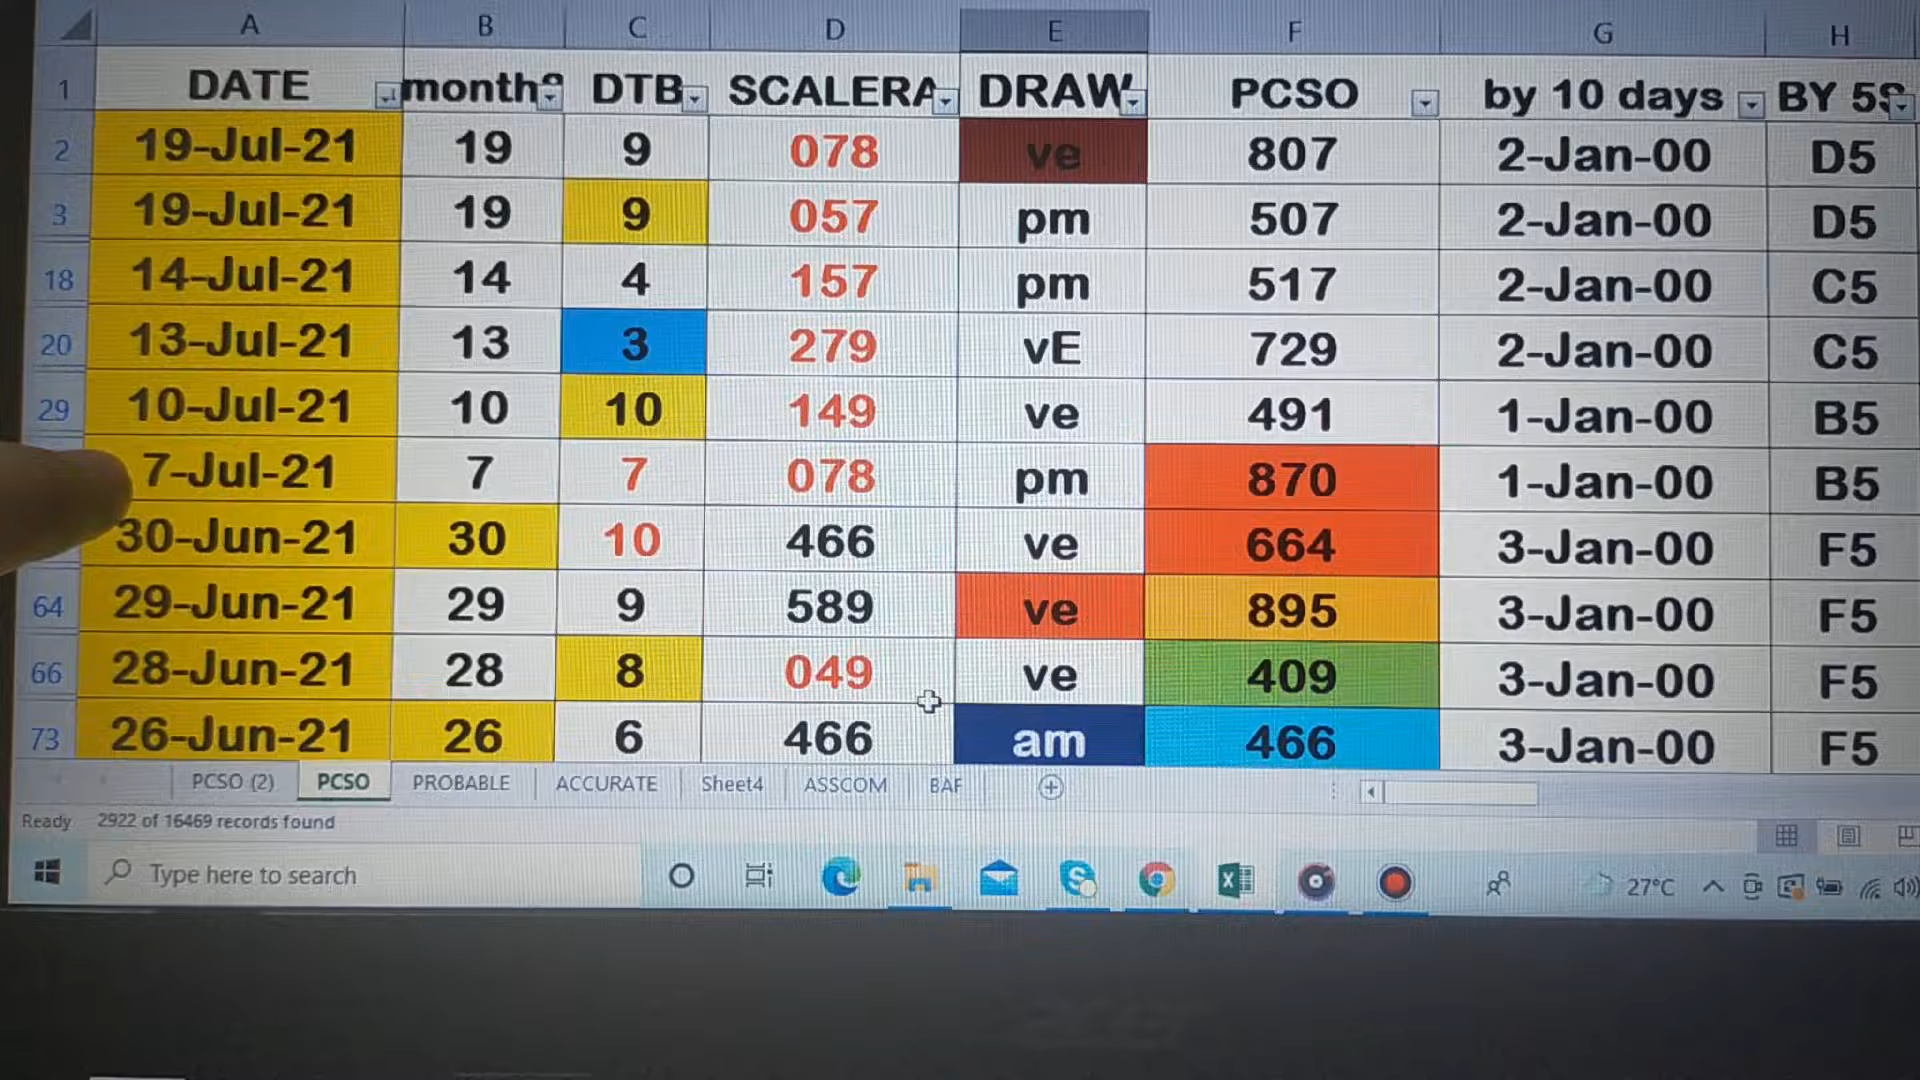 A B C D E F G H
1 DATE month DTB SCALERA DRAW PCSO by 10 days BY 5S
2 19-Jul-21 19 9 078 ve 807 2-Jan-00 D5
3 19-Jul-21 19 9 057 pm 507 2-Jan-00 D5
18 14-Jul-21 14 4 157 pm 517 2-Jan-00 C5
20 13-Jul-21 13 3 279 vE 729 2-Jan-00 C5
29 10-Jul-21 10 10 149 ve 491 1-Jan-00 B5
7-Jul-21 7 7 078 pm 870 1-Jan-00 B5
30-Jun-21 30 10 466 ve 664 3-Jan-00 F5
64 29-Jun-21 29 9 589 ve 895 3-Jan-00 F5
66 28-Jun-21 28 8 049 ve 409 3-Jan-00 F5
73 26-Jun-21 26 6 466 am 466 3-Jan-00 F5
PCSO (2) PCSO PROBABLE ACCURATE Sheet4 ASSCOM BAF
Ready 2922 of 16469 records found
Type here to search 27°C